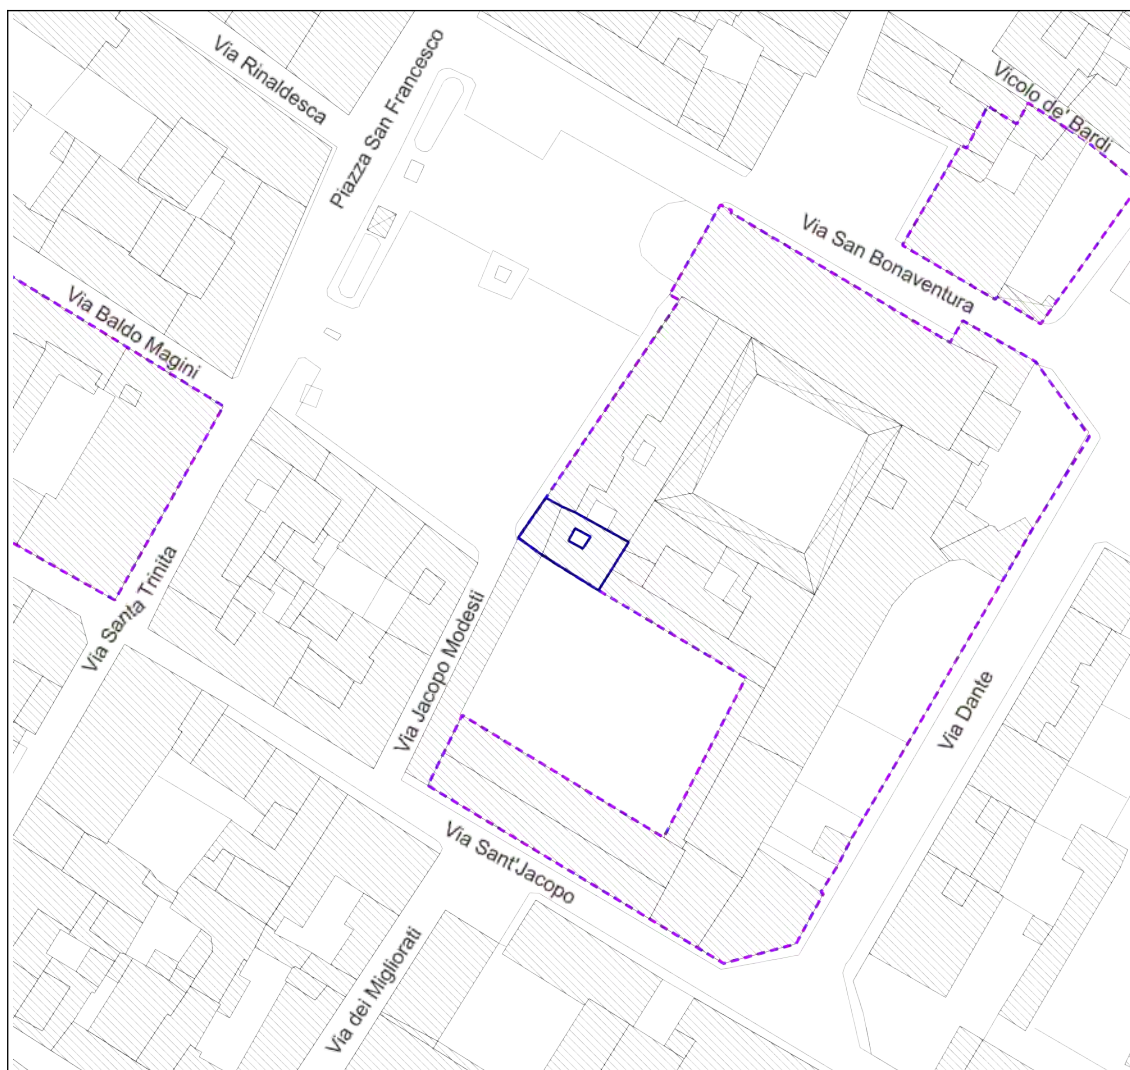 Via Rinaldesca
Piazza San Francesco
Vicolo de' Bardi
Via San Bonaventura
Via Baldo Magini
Via Santa Trinita
Via Jacopo Modesti
Via Dante
Via Sant'Jacopo
Via dei Migliorati